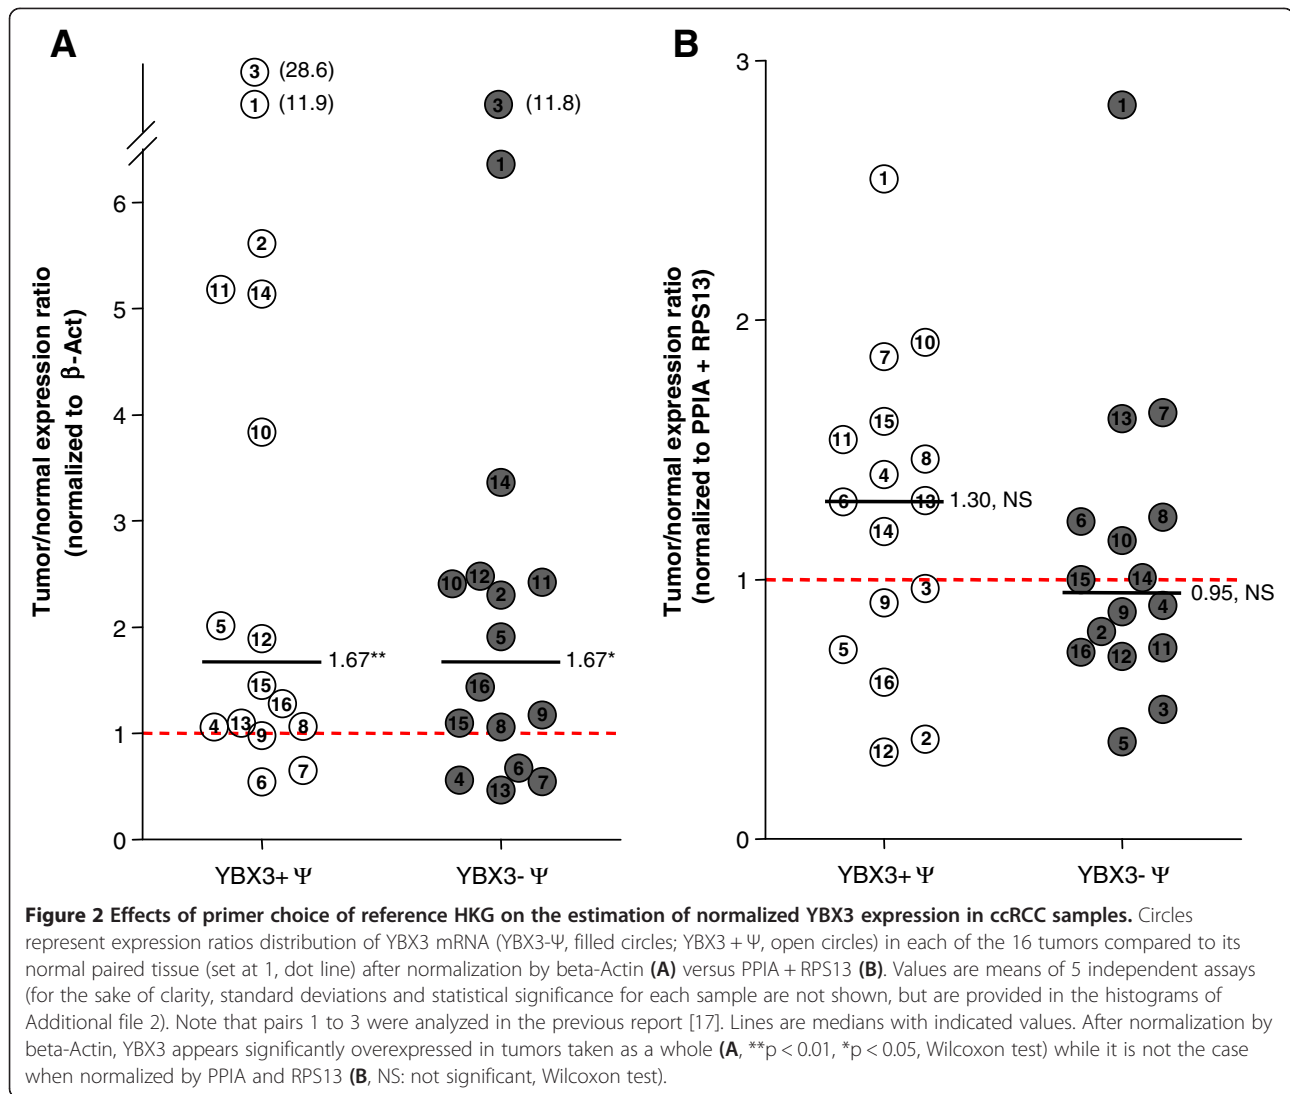 A
B
Tumor/normal expression ratio
(normalized to β-Act)
6
5
4
3
2
1
0
3 (28.6)
1 (11.9)
2
11 14
10
5
12
1.67**
15
16
4 13 9 8
6 7
YBX3+ Ψ
3 (11.8)
1
14
10 12 2 11
5
1.67*
16
15 8 9
4 13 6 7
YBX3- Ψ
Tumor/normal expression ratio
(normalized to PPIA + RPS13)
3
2
1
0
1
7 10
15
11 8
4
6 13 1.30, NS
14
3
9
5
16
12 2
YBX3+ Ψ
1
13 7
6 8
10
15 14
0.95, NS
9 4
2
16 12 11
3
5
YBX3- Ψ
Figure 2 Effects of primer choice of reference HKG on the estimation of normalized YBX3 expression in ccRCC samples. Circles
represent expression ratios distribution of YBX3 mRNA (YBX3-Ψ, filled circles; YBX3 + Ψ, open circles) in each of the 16 tumors compared to its
normal paired tissue (set at 1, dot line) after normalization by beta-Actin (A) versus PPIA + RPS13 (B). Values are means of 5 independent assays
(for the sake of clarity, standard deviations and statistical significance for each sample are not shown, but are provided in the histograms of
Additional file 2). Note that pairs 1 to 3 were analyzed in the previous report [17]. Lines are medians with indicated values. After normalization by
beta-Actin, YBX3 appears significantly overexpressed in tumors taken as a whole (A, **p < 0.01, *p < 0.05, Wilcoxon test) while it is not the case
when normalized by PPIA and RPS13 (B, NS: not significant, Wilcoxon test).